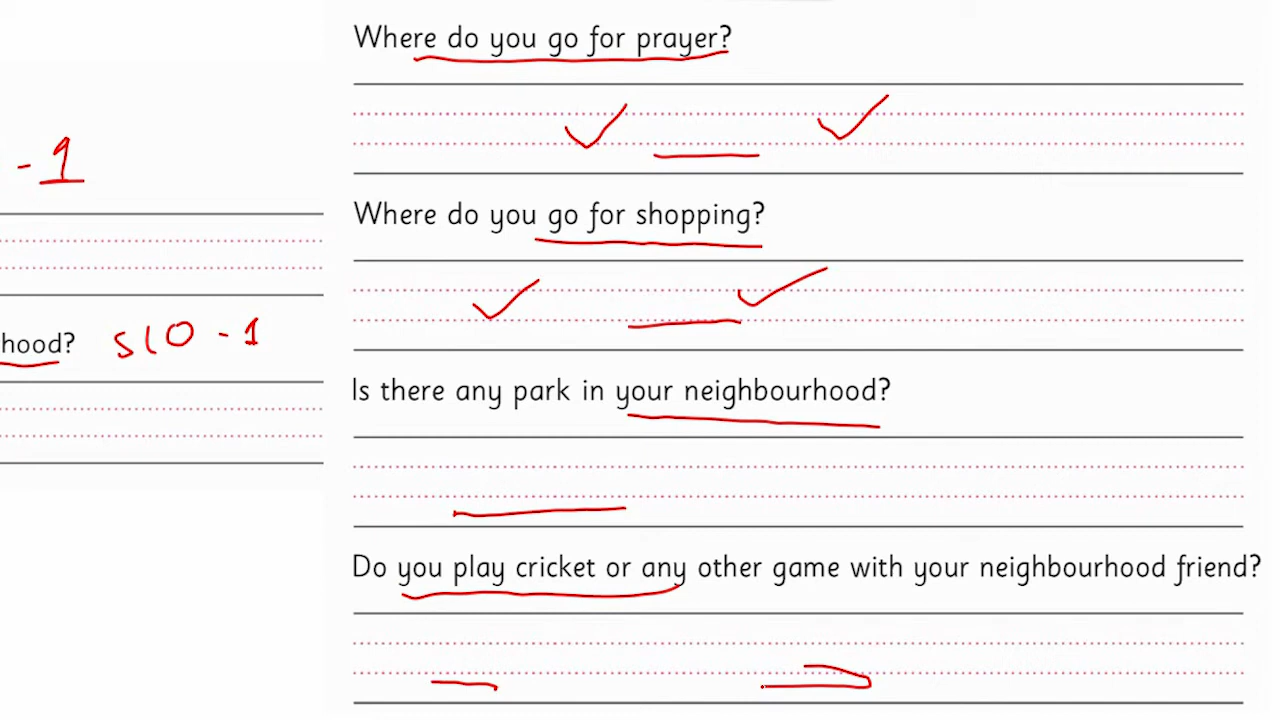 -1
hood? SLO -1
Where do you go for prayer?
Where do you go for shopping?
Is there any park in your neighbourhood?
Do you play cricket or any other game with your neighbourhood friend?